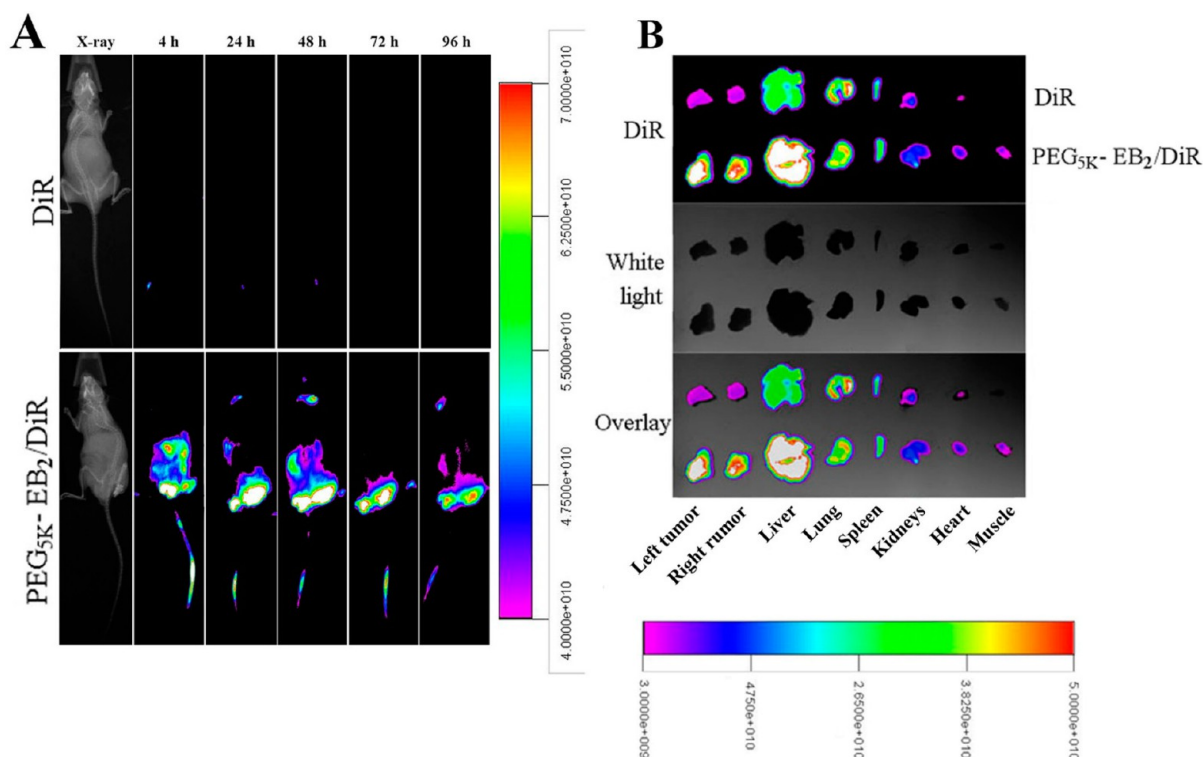 A
X-ray 4 h 24 h 48 h 72 h 96 h
DiR
PEG5K- EB2/DiR
7.0000e+010
6.2500e+010
5.5000e+010
4.7500e+010
4.0000e+010
B
DiR
DiR
PEG5K- EB2/DiR
White
light
Overlay
Left tumor
Right rumor
Liver
Lung
Spleen
Kidneys
Heart
Muscle
3.0000e+009
4750e+010
2.6500e+010
3.8250e+010
5.0000e+010